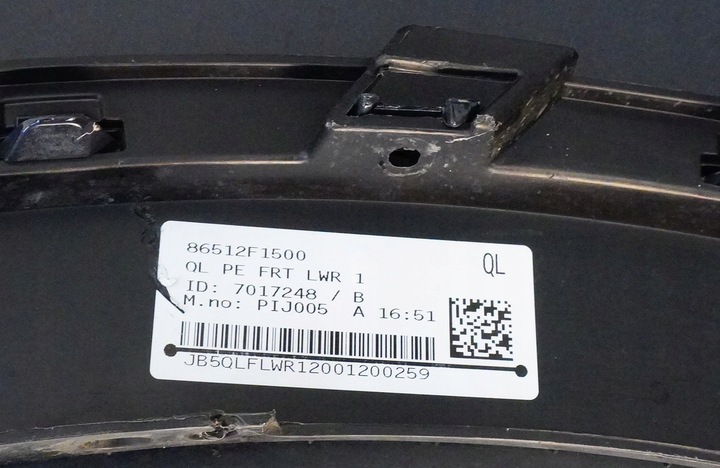 86512F1500
QL
QL PE FRT LWR 1
ID: 7017248 / B
M.no: PIJ005 A 16:51
JB5QLFLWR12001200259